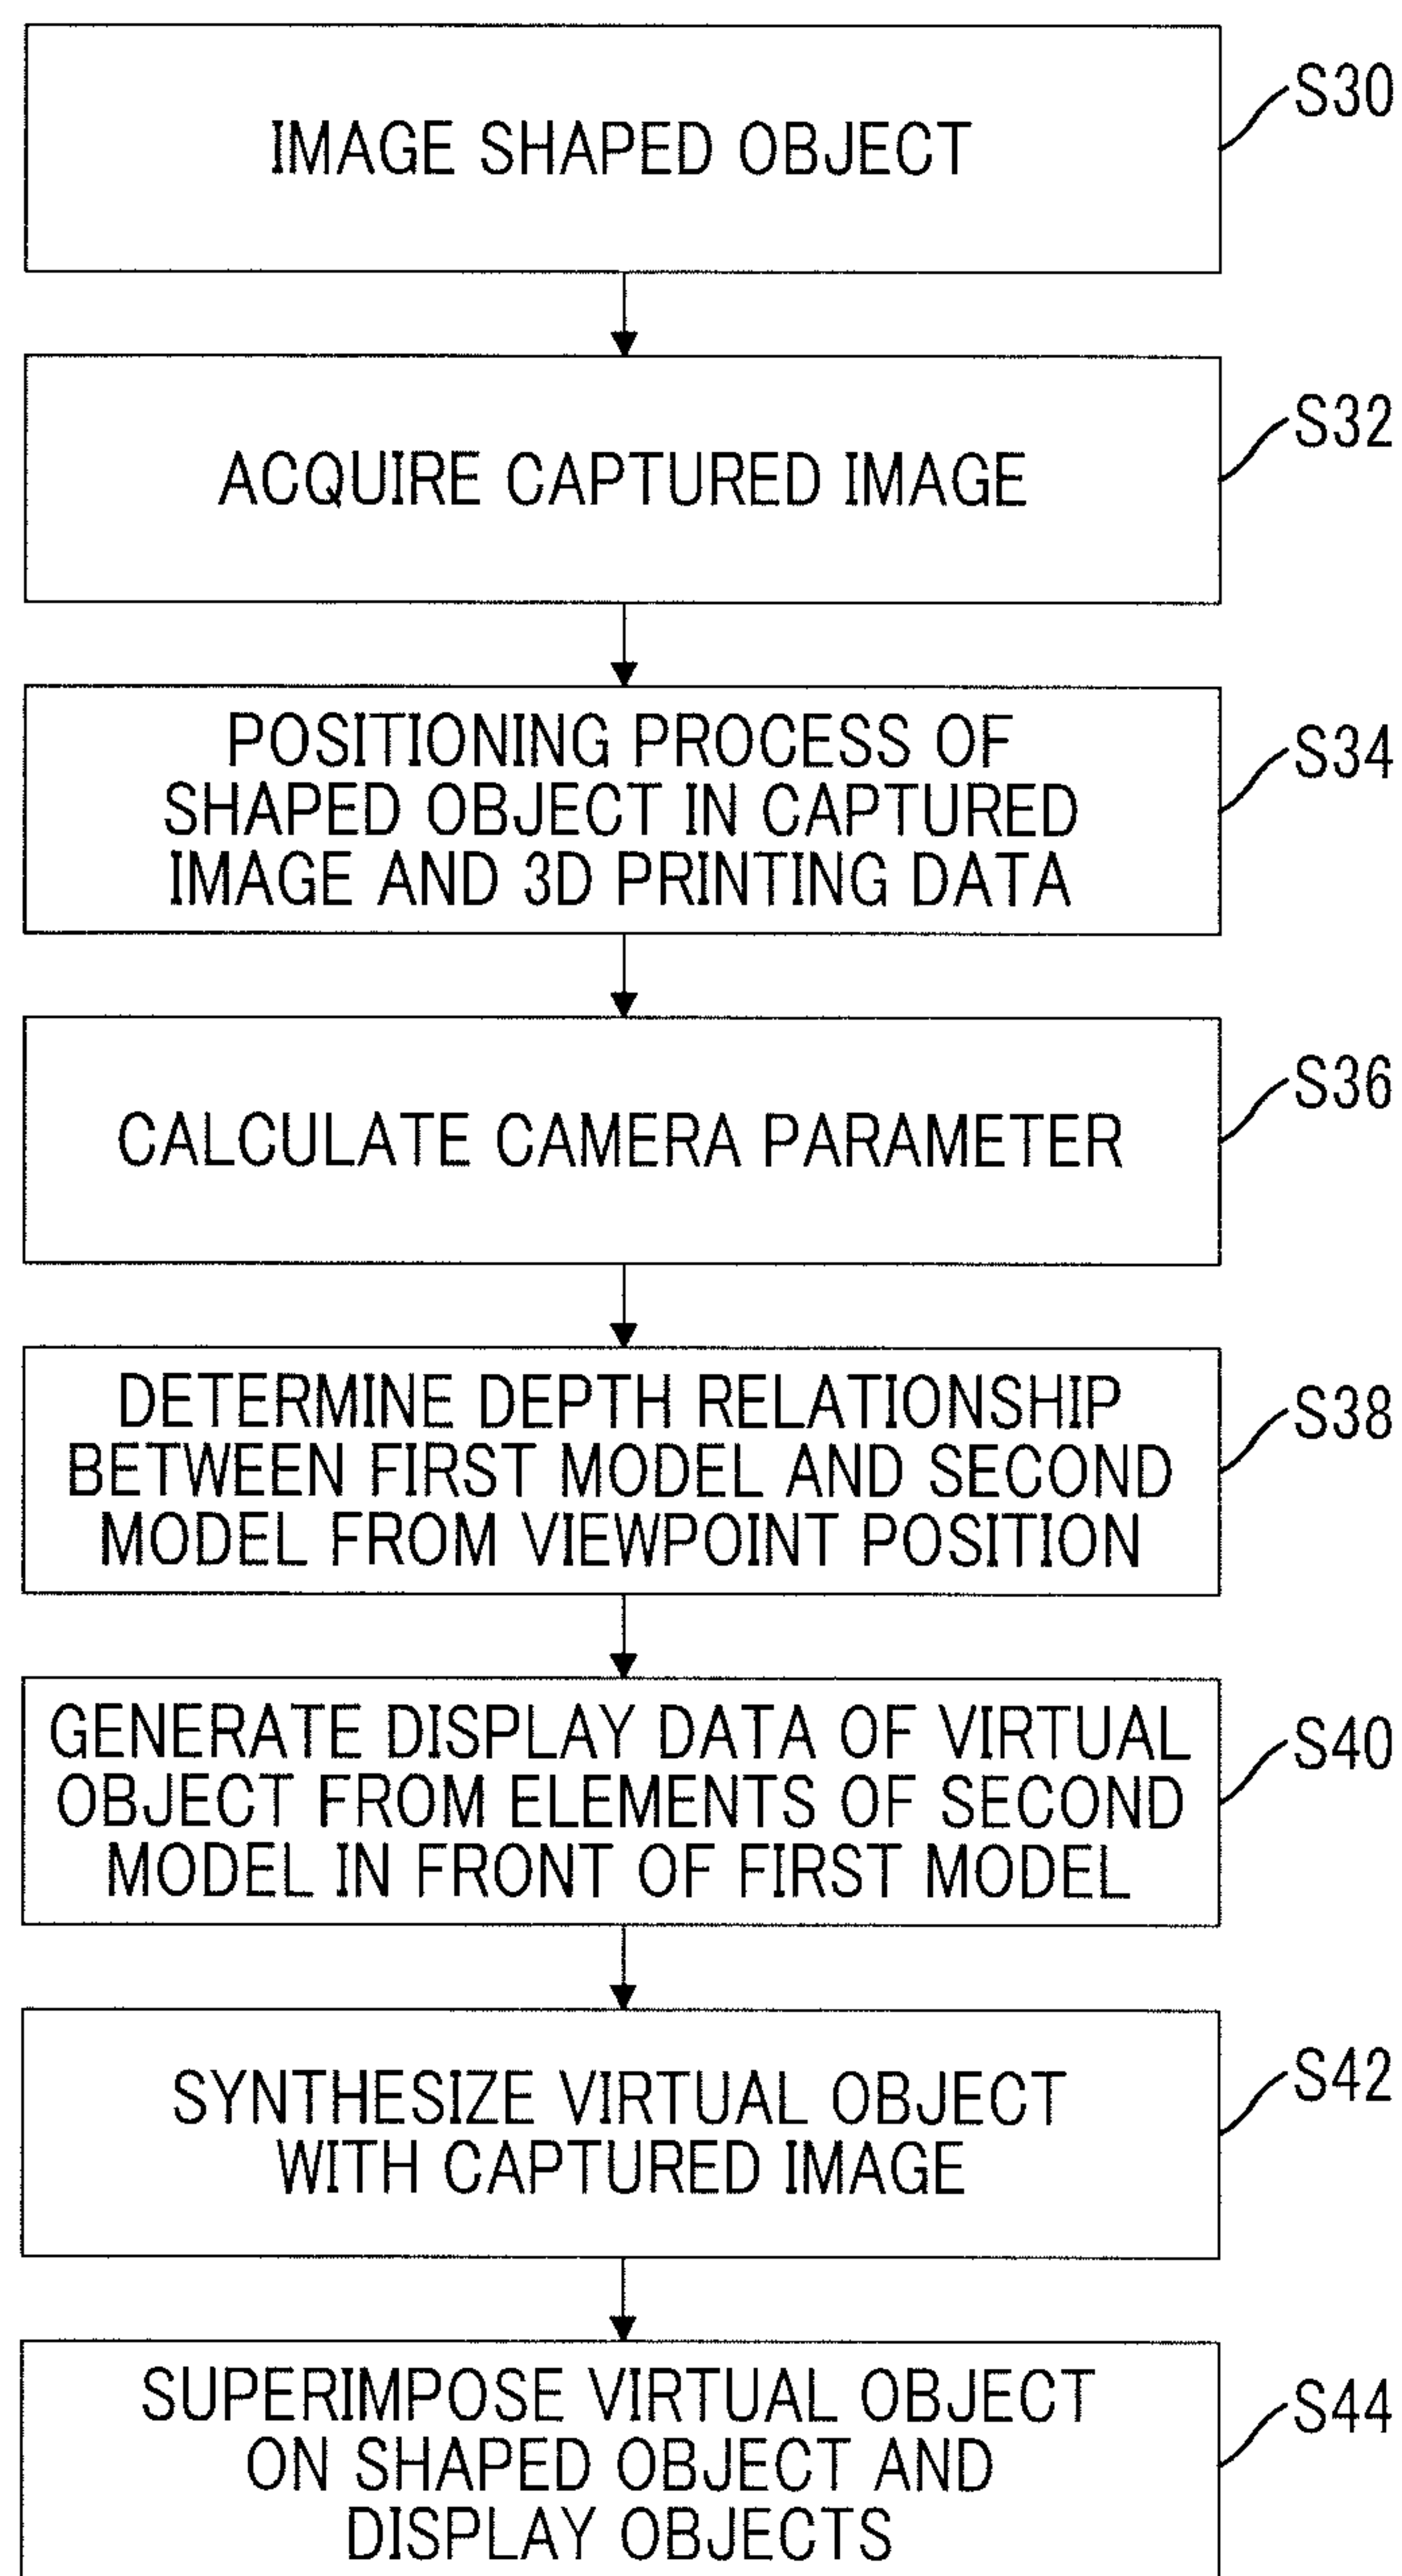 IMAGE SHAPED OBJECT
S30
ACQUIRE CAPTURED IMAGE
S32
POSITIONING PROCESS OF
SHAPED OBJECT IN CAPTURED
IMAGE AND 3D PRINTING DATA
S34
CALCULATE CAMERA PARAMETER
S36
DETERMINE DEPTH RELATIONSHIP
BETWEEN FIRST MODEL AND SECOND
MODEL FROM VIEWPOINT POSITION
S38
GENERATE DISPLAY DATA OF VIRTUAL
OBJECT FROM ELEMENTS OF SECOND
MODEL IN FRONT OF FIRST MODEL
S40
SYNTHESIZE VIRTUAL OBJECT
WITH CAPTURED IMAGE
S42
SUPERIMPOSE VIRTUAL OBJECT
ON SHAPED OBJECT AND
DISPLAY OBJECTS
S44